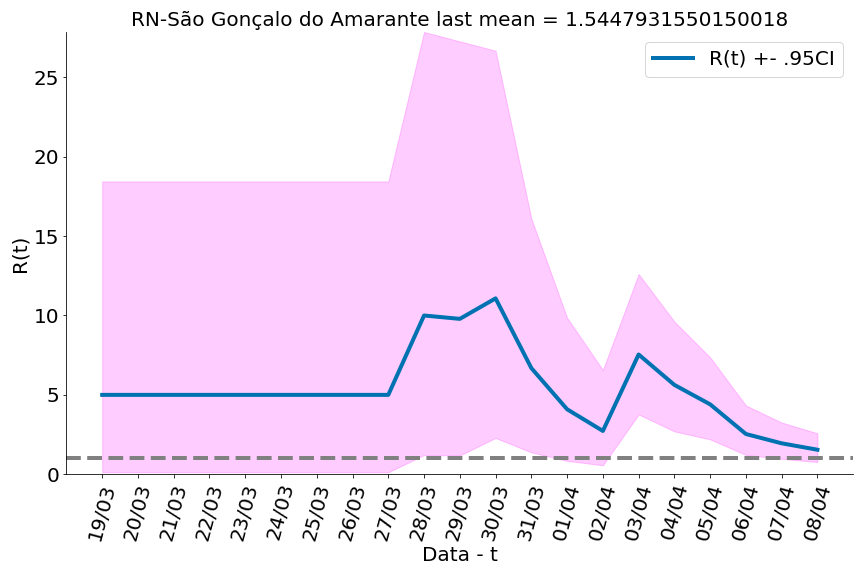 RN-São Gonçalo do Amarante last mean = 1.5447931550150018
R(t) +- .95CI
25
20
15
10
5
0
R(t)
19/03 20/03 21/03 22/03 23/03 24/03 25/03 26/03 27/03 28/03 29/03 30/03 31/03 01/04 02/04 03/04 04/04 05/04 06/04 07/04 08/04
Data - t